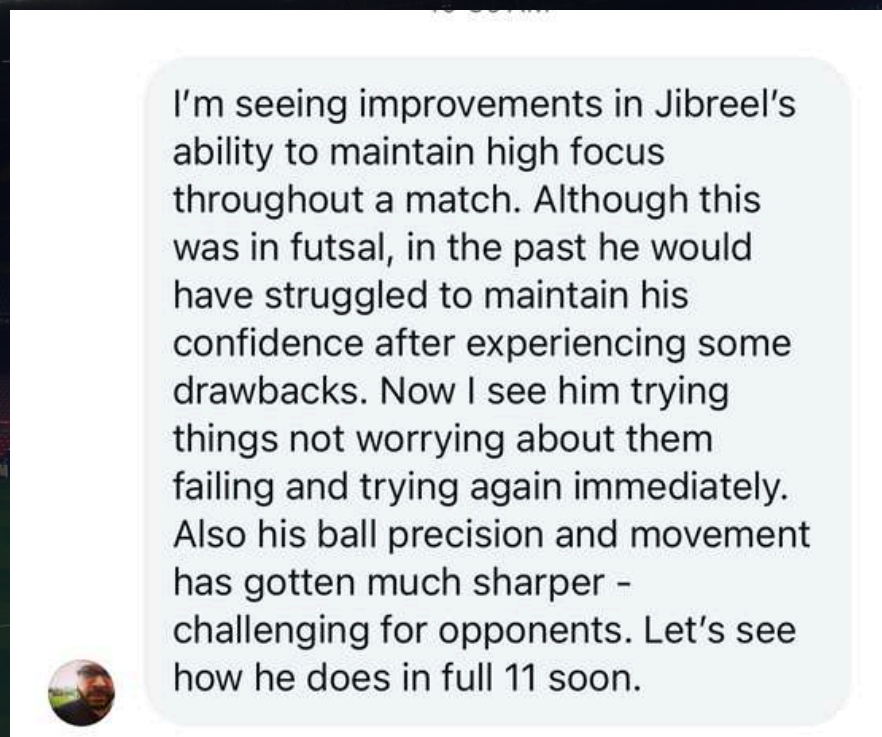 I'm seeing improvements in Jibreel's
ability to maintain high focus
throughout a match. Although this
was in futsal, in the past he would
have struggled to maintain his
confidence after experiencing some
drawbacks. Now I see him trying
things not worrying about them
failing and trying again immediately.
Also his ball precision and movement
has gotten much sharper -
challenging for opponents. Let's see
how he does in full 11 soon.